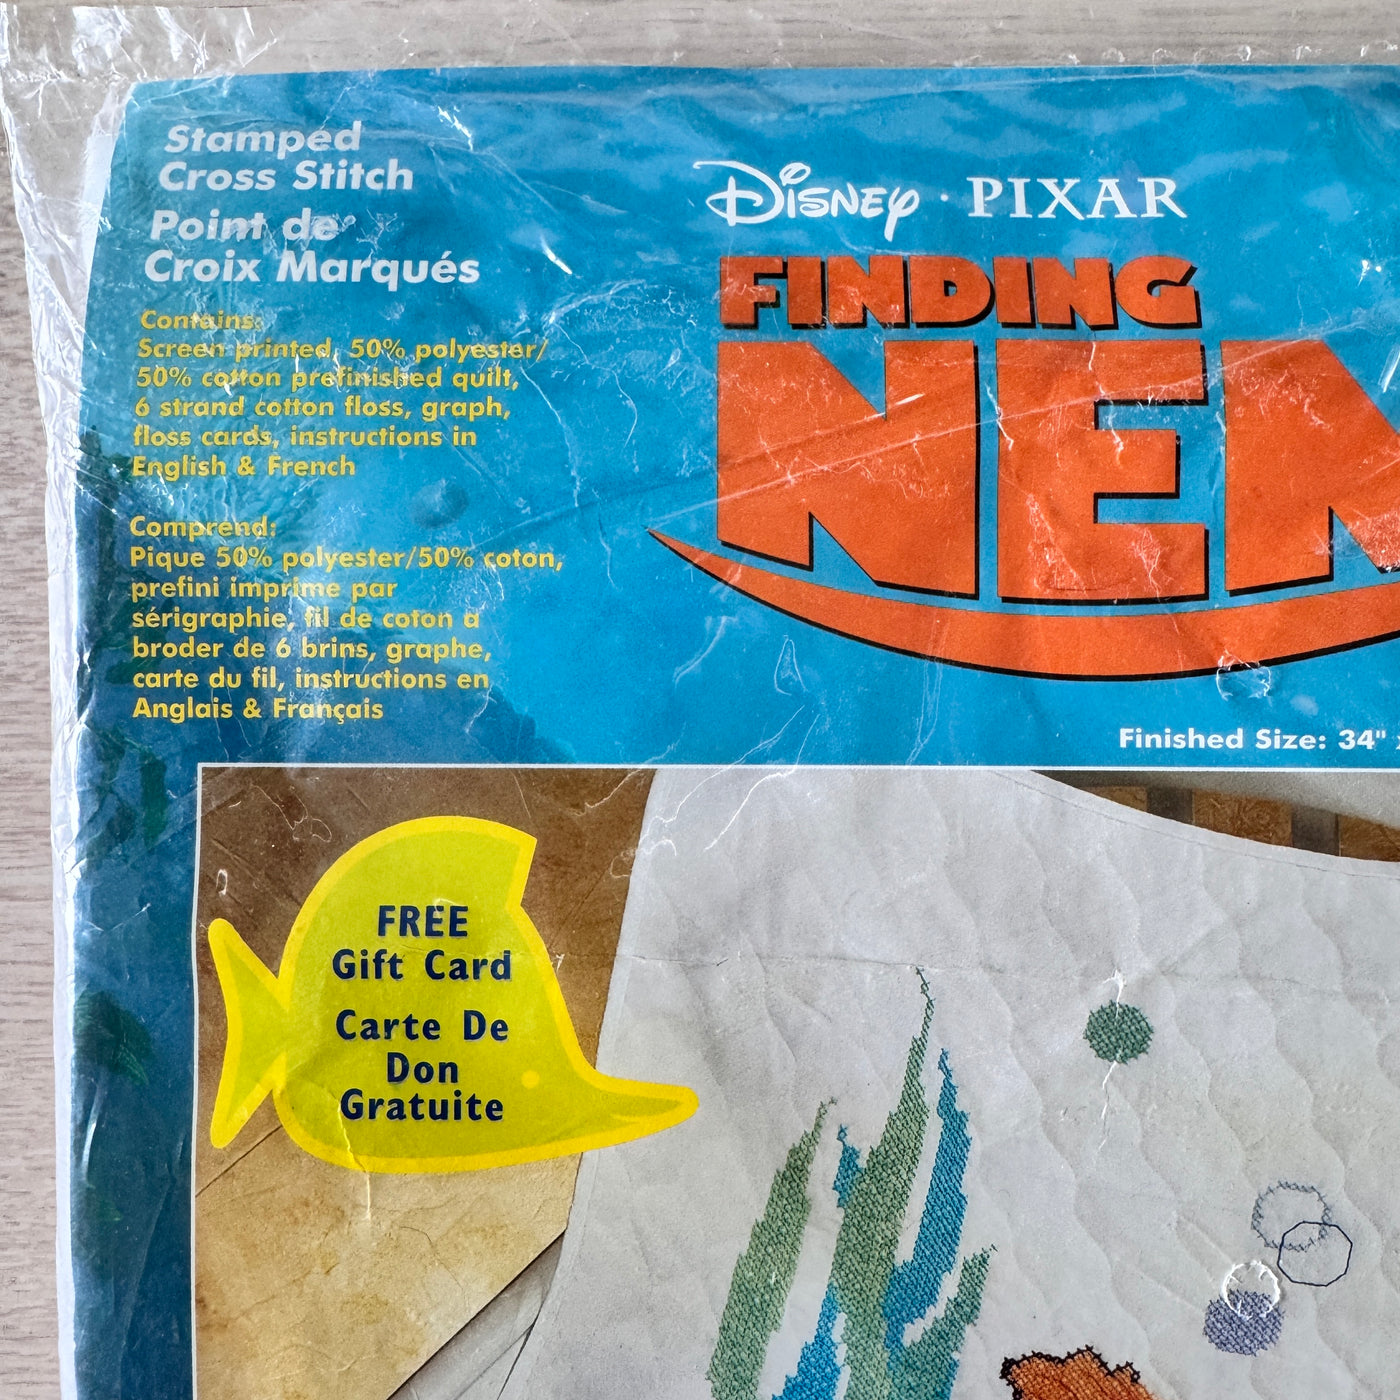 Stamped
Cross Stitch
Point de
Croix Marqués
Contains:
Screen printed, 50% polyester/
50% cotton prefinished quilt,
6 strand cotton floss, graph,
floss cards, instructions in
English & French
Comprend:
Pique 50% polyester/50% coton,
prefini imprime par
sérigraphie, fil de coton a
broder de 6 brins, graphe,
carte du fil, instructions en
Anglais & Français
Disney · PIXAR
FINDING
NEM
Finished Size: 34"
FREE
Gift Card
Carte De
Don
Gratuite